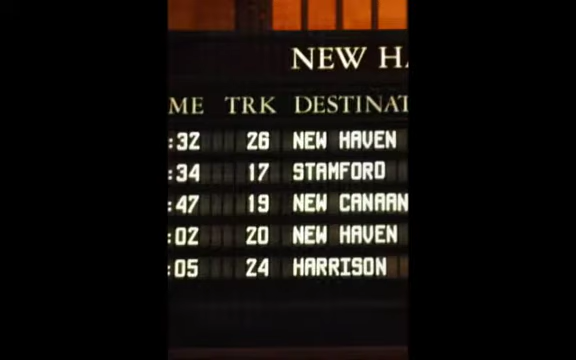 NEW HA
ME TRK DESTINAT
:32 26 NEW HAVEN
:34 17 STAMFORD
:47 19 NEW CANAAN
:02 20 NEW HAVEN
:05 24 HARRISON